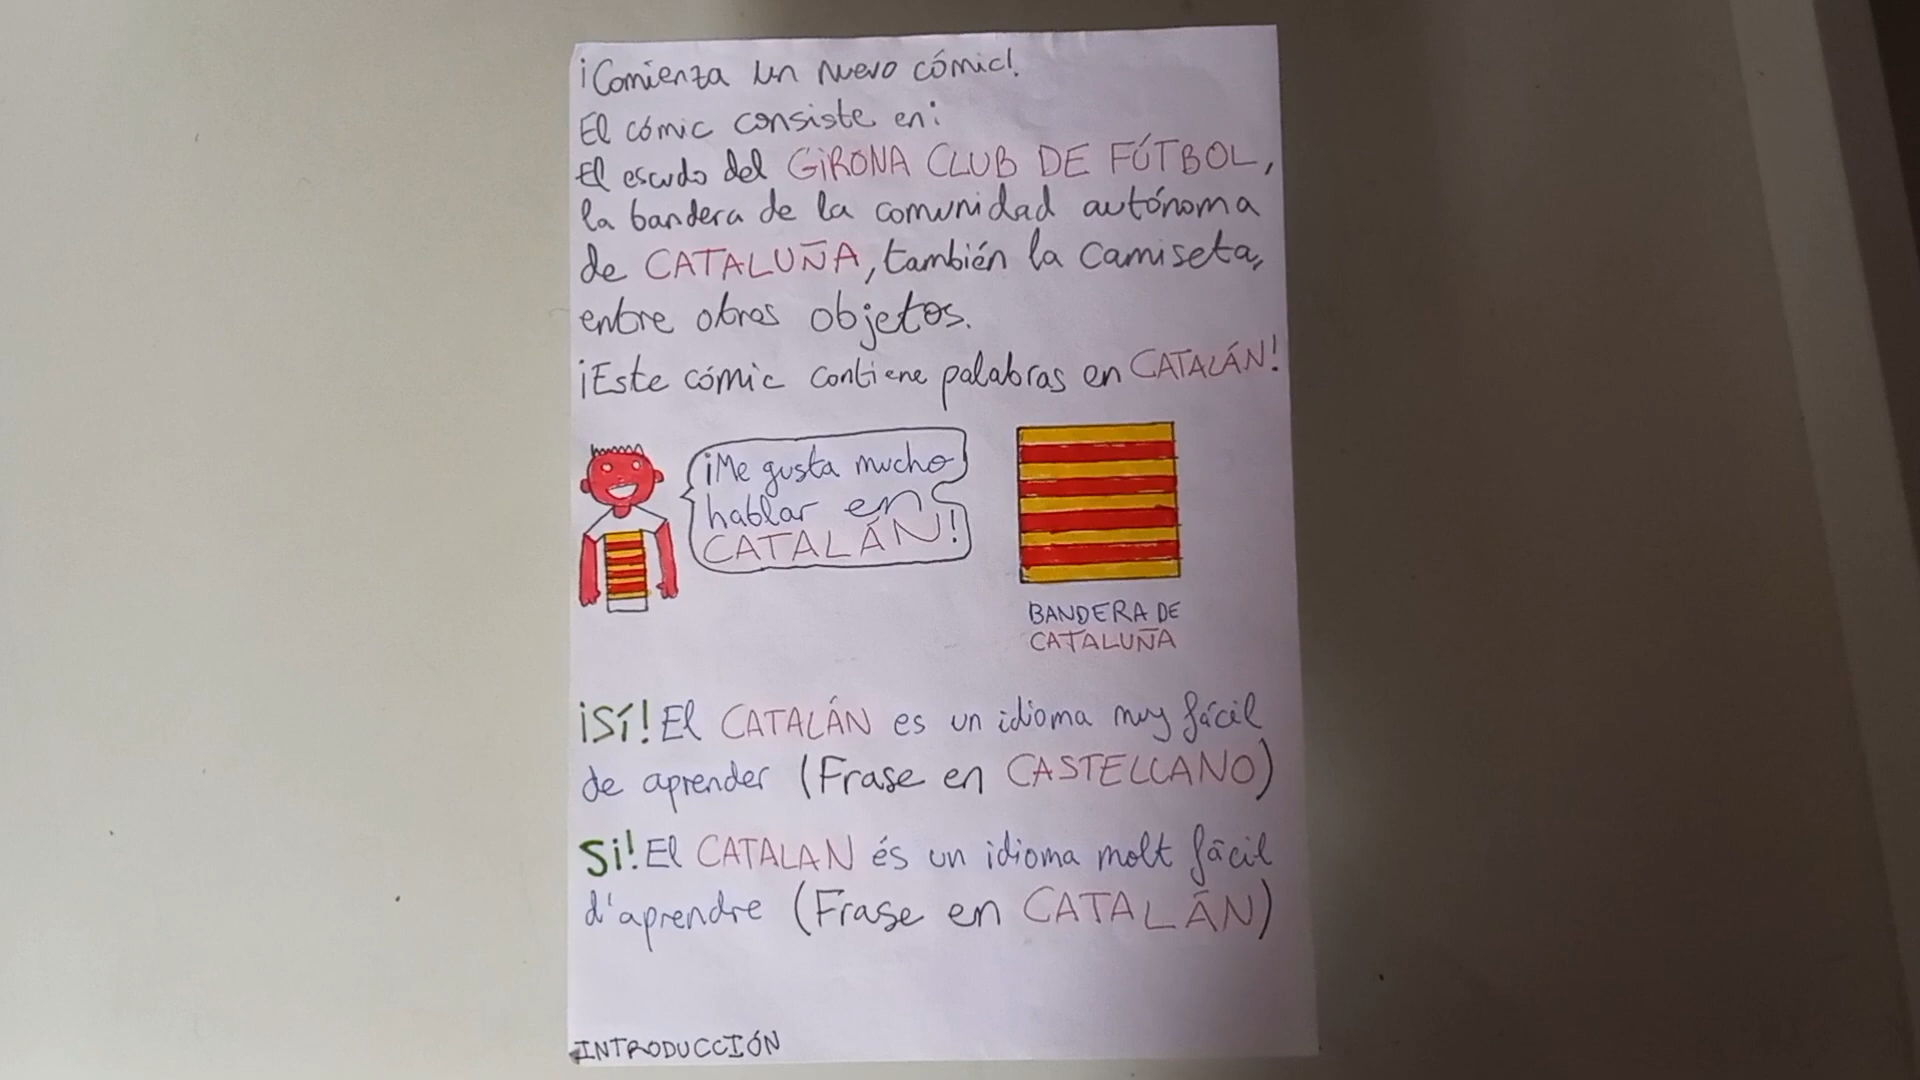 ¡Comienza un nuevo cómic!
El cómic consiste en:
El escudo del GIRONA CLUB DE FÚTBOL,
la bandera de la comunidad autónoma
de CATALUÑA, también la camiseta,
entre otros objetos.
¡Este cómic contiene palabras en CATALÁN!
¡Me gusta mucho
hablar en
CATALÁN!
BANDERA DE
CATALUÑA
¡SÍ! El CATALÁN es un idioma muy fácil
de aprender (Frase en CASTELLANO)
Si! El CATALAN és un idioma molt fácil
d'aprendre (Frase en CATALÁN)
INTRODUCCIÓN